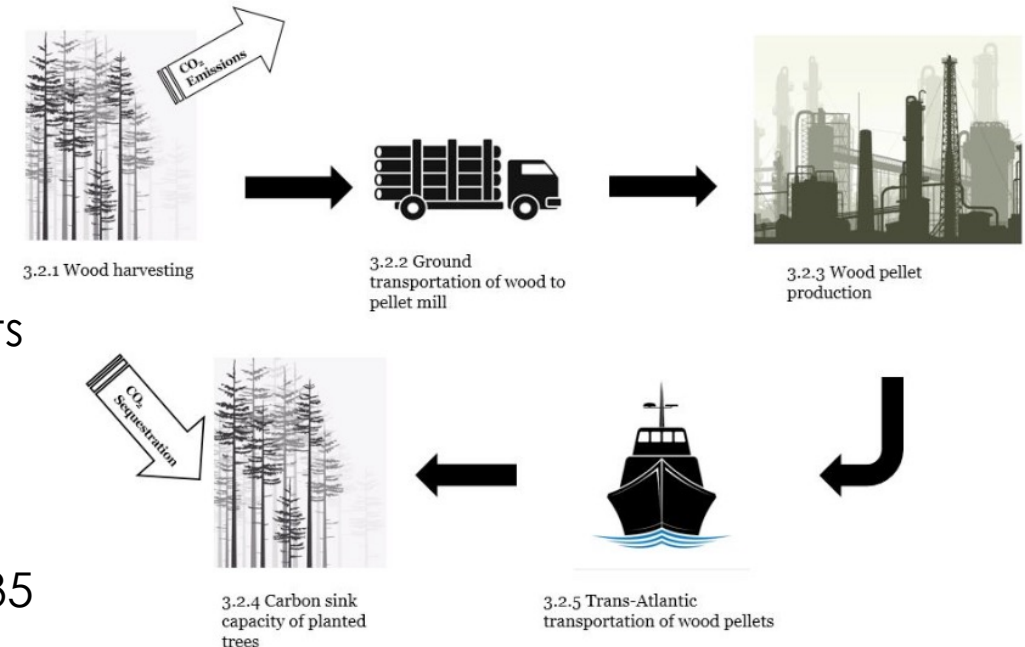 CO₂
Emissions
3.2.1 Wood harvesting
3.2.2 Ground
transportation of wood to
pellet mill
3.2.3 Wood pellet
production
CO₂
Sequestration
3.2.4 Carbon sink
capacity of planted
trees
3.2.5 Trans-Atlantic
transportation of wood pellets
35